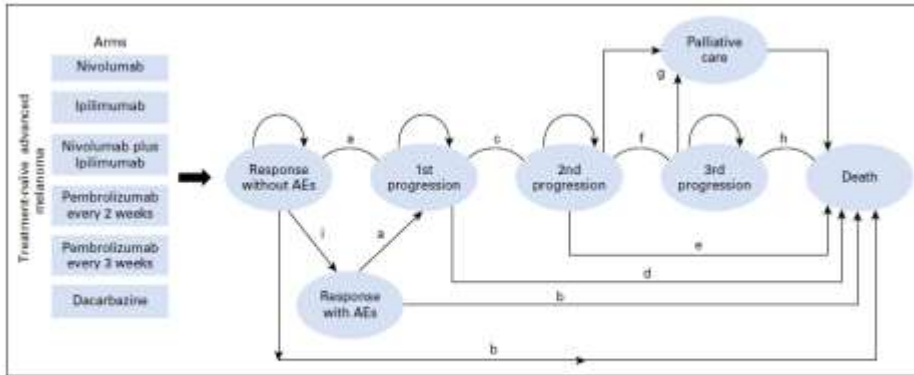 Arms
Treatment-naive advanced
melanoma
Nivolumab
Ipilimumab
Nivolumab plus
Ipilimumab
Pembrolizumab
every 2 weeks
Pembrolizumab
every 3 weeks
Dacarbazine
Response
without AEs
a
1st
progression
c
2nd
progression
f
3rd
progression
h
Death
Palliative
care
g
i
a
Response
with AEs
e
d
b
b